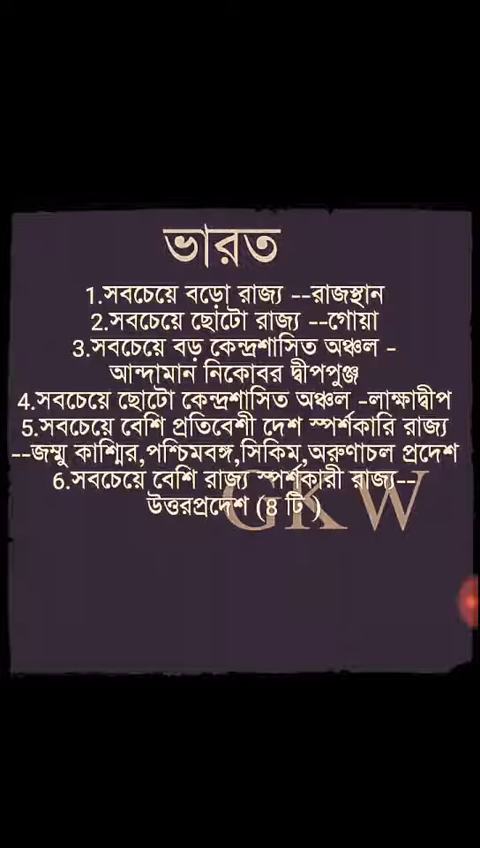 ভারত
1.সবচেয়ে বড়ো রাজ্য --রাজস্থান
2.সবচেয়ে ছোটো রাজ্য --গোয়া
3.সবচেয়ে বড় কেন্দ্রশাসিত অঞ্চল -
আন্দামান নিকোবর দ্বীপপুঞ্জ
4.সবচেয়ে ছোটো কেন্দ্রশাসিত অঞ্চল -লাক্ষাদ্বীপ
5.সবচেয়ে বেশি প্রতিবেশী দেশ স্পর্শকারি রাজ্য
--জম্মু কাশ্মির,পশ্চিমবঙ্গ,সিকিম,অরুণাচল প্রদেশ
6.সবচেয়ে বেশি রাজ্য স্পর্শকারী রাজ্য--
উত্তরপ্রদেশ (৪ টি )
GKW